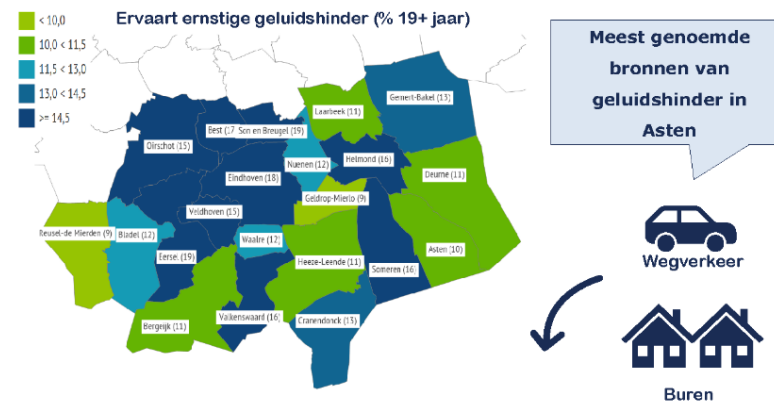 Ervaart ernstige geluidshinder (% 19+ jaar)
< 10,0
10,0 < 11,5
11,5 < 13,0
13,0 < 14,5
>= 14,5
Laarbeek (11)
Gemert-Bakel (13)
Best (17
Son en Breugel (19)
Oirschot (15)
Nuenen (12)
Helmond (16)
Eindhoven (18)
Deurne (11)
Geldrop-Mierlo (9)
Veldhoven (15)
Reusel-de Mierden (9)
Bladel (12)
Waalre (12)
Asten (10)
Eersel (19)
Heeze-Leende (11)
Someren (16)
Valkenswaard (16)
Cranendonck (13)
Bergeijk (11)
Meest genoemde
bronnen van
geluidshinder in
Asten
Wegverkeer
Buren